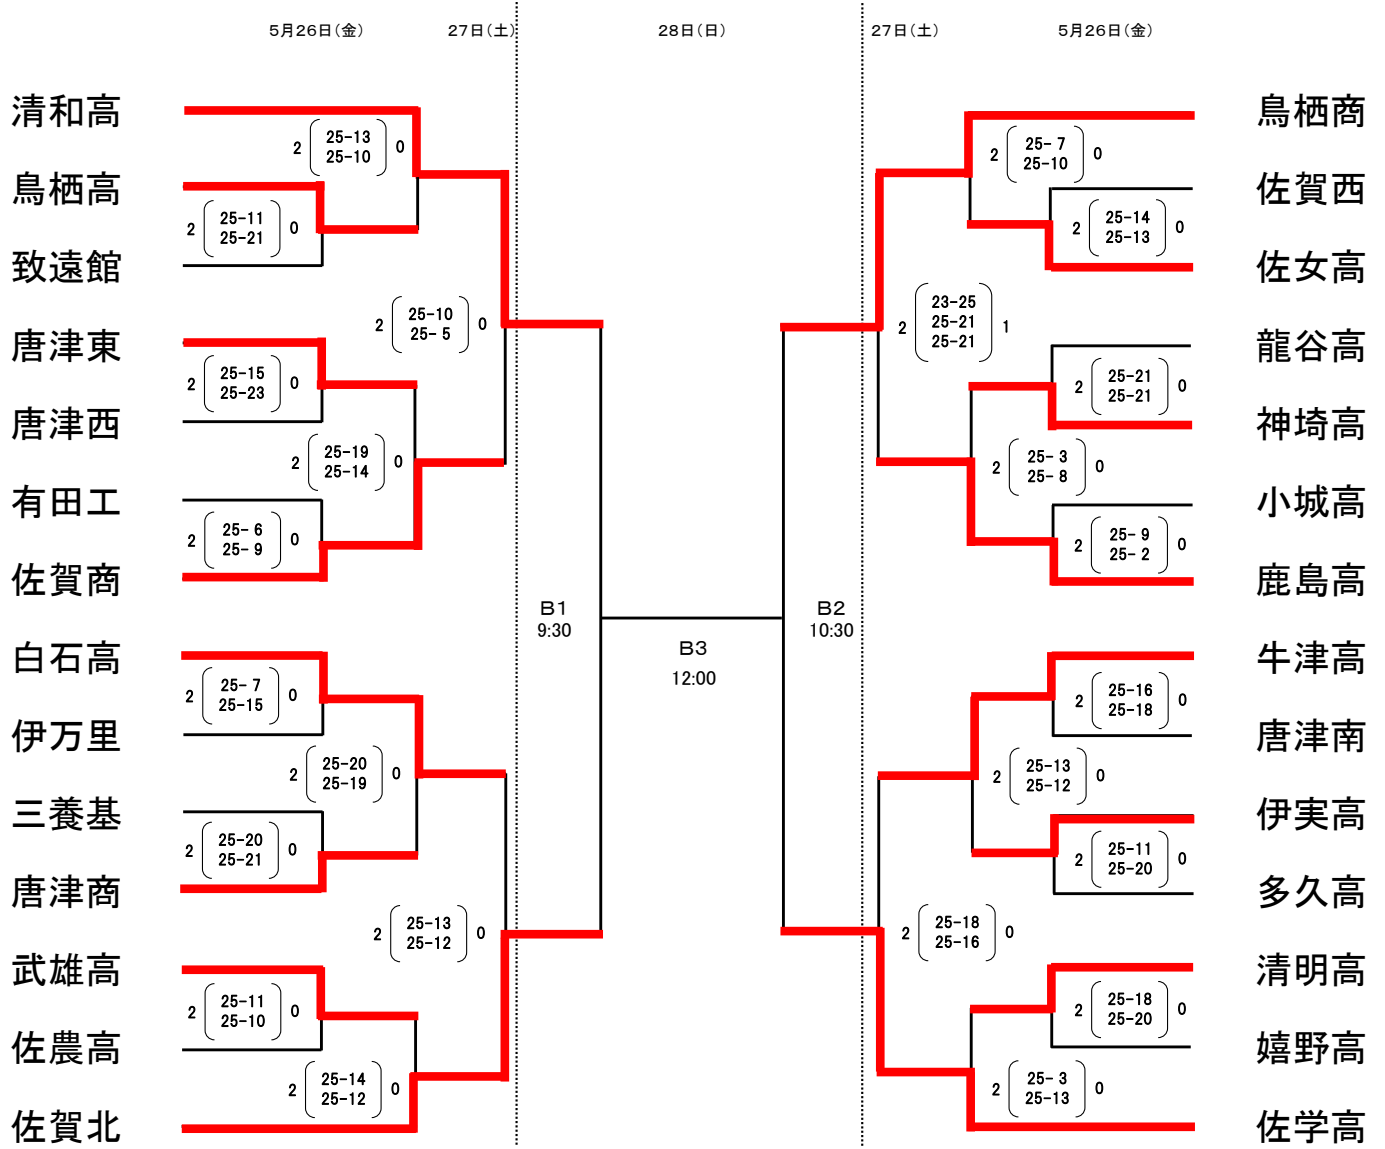 5月26日(金)
27日(土)
28日(日)
27日(土)
5月26日(金)
清和高
鳥栖高
致遠館
唐津東
唐津西
有田工
佐賀商
白石高
伊万里
三養基
唐津商
武雄高
佐農高
佐賀北
2 25-13 0
25-10
2 25-11 0
25-21
2 25-10 0
25- 5
2 25-15 0
25-23
2 25-19 0
25-14
2 25- 6 0
25- 9
2 25- 7 0
25-15
2 25-20 0
25-19
2 25-20 0
25-21
2 25-13 0
25-12
2 25-11 0
25-10
2 25-14 0
25-12
B1
9:30
B3
12:00
B2
10:30
2 25- 7 0
25-10
2 25-14 0
25-13
2 23-25 1
25-21
25-21
2 25-21 0
25-21
2 25- 3 0
25- 8
2 25- 9 0
25- 2
2 25-16 0
25-18
2 25-13 0
25-12
2 25-11 0
25-20
2 25-18 0
25-16
2 25-18 0
25-20
2 25- 3 0
25-13
鳥栖商
佐賀西
佐女高
龍谷高
神埼高
小城高
鹿島高
牛津高
唐津南
伊実高
多久高
清明高
嬉野高
佐学高